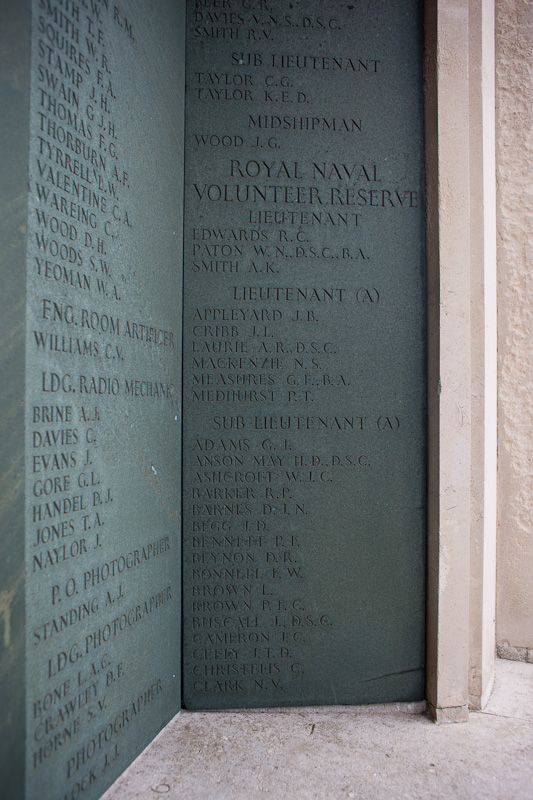 R.M.
W.
SMITH T. F.
SMITH W. R.
SQUIRES F. A.
STAMP J. H.
SWAIN G. J. H.
THOMAS F. G.
THORBURN A. F.
TYRRELL E. W.
VALENTINE C. A.
WAREING C.
WOOD D. H.
WOODS S. W.
YEOMAN W. A.
ENG. ROOM ARTIFICER
WILLIAMS C. V.
LDG. RADIO MECHANIC
BRINE A. J.
DAVIES C.
EVANS J.
GORE G. L.
HANDEL D. J.
JONES T. A.
NAYLOR J.
P. O. PHOTOGRAPHER
STANDING A. J.
LDG. PHOTOGRAPHER
BONE L. A. G.
CRAWLEY D. F.
HORNE S. V.
PHOTOGRAPHER
LOCK J. J.
BEER G. R.
DAVIES V. N. S., D. S. C.
SMITH R. V.
SUB LIEUTENANT
TAYLOR C. G.
TAYLOR K. E. D.
MIDSHIPMAN
WOOD J. G.
ROYAL NAVAL
VOLUNTEER RESERVE
LIEUTENANT
EDWARDS R. C.
PATON W. N., D. S. C., B. A.
SMITH A. K.
LIEUTENANT (A)
APPLEYARD J. B.
CRIBB J. L.
LAURIE A. R., D. S. C.
MACKENZIE N. S.
MEASURES G. E., B. A.
MEDHURST P. T.
SUB-LIEUTENANT (A)
ADAMS G. J.
ANSON MAY H. D., D. S. C.
ASHCROFT W. J. C.
BARKER R. P.
BARNES D. J. N.
BEGG J. D.
BENNETT P. F.
BEYNON D. R.
BONNELL E. W.
BROWN L.
BROWN P. E. C.
BUSCALL J., D. S. C.
CAMERON J. C.
CEELY J. T. D.
CHRISTELIS C.
CLARK N. V.